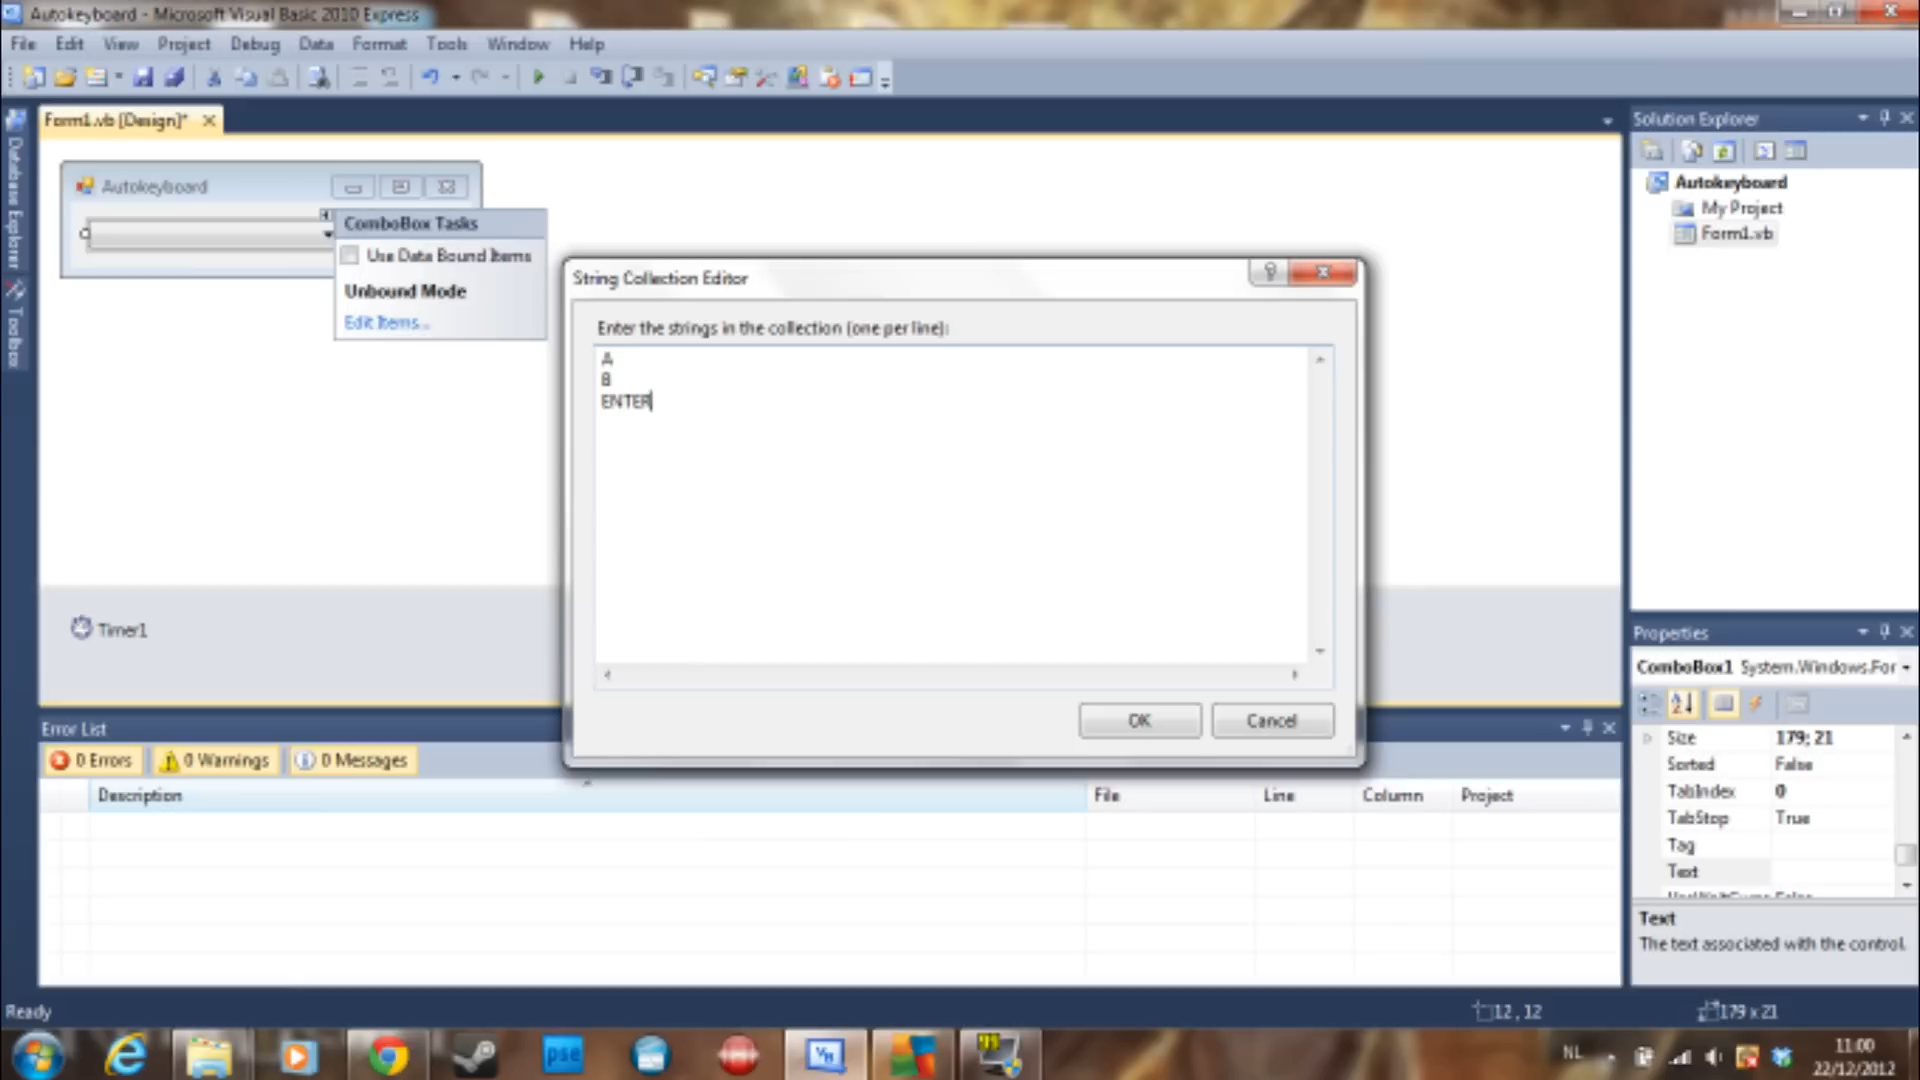 Autokeyboard - Microsoft Visual Basic 2010 Express
File Edit View Project Debug Data Format Tools Window Help
Form1.vb [Design]*
Database Explorer
Toolbox
Autokeyboard
ComboBox Tasks
Use Data Bound Items
Unbound Mode
Edit Items...
String Collection Editor
Enter the strings in the collection (one per line):
A
B
ENTER
OK Cancel
Timer1
Solution Explorer
Autokeyboard
My Project
Form1.vb
Properties
ComboBox1 System.Windows.For
Size 179; 21
Sorted False
TabIndex 0
TabStop True
Tag
Text
Text
The text associated with the control.
Error List
0 Errors 0 Warnings 0 Messages
Description File Line Column Project
Ready 12 , 12 179 x 21
pse
NL 11:00
22/12/2012